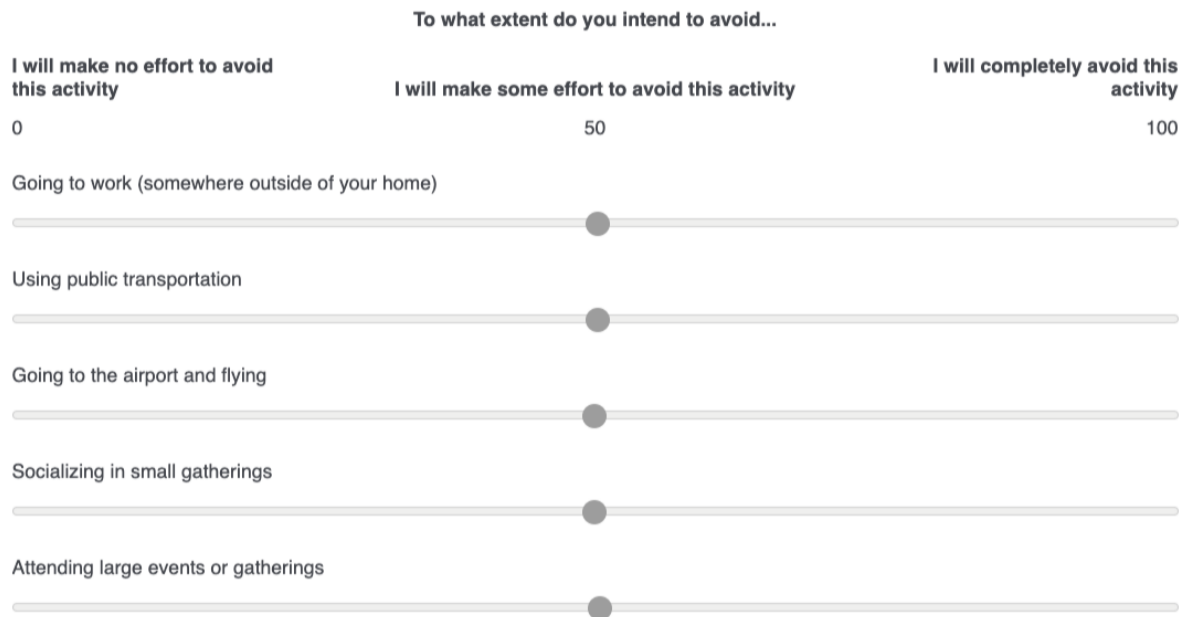 To what extent do you intend to avoid...
I will make no effort to avoid
this activity
I will make some effort to avoid this activity
I will completely avoid this
activity
0
50
100
Going to work (somewhere outside of your home)
Using public transportation
Going to the airport and flying
Socializing in small gatherings
Attending large events or gatherings